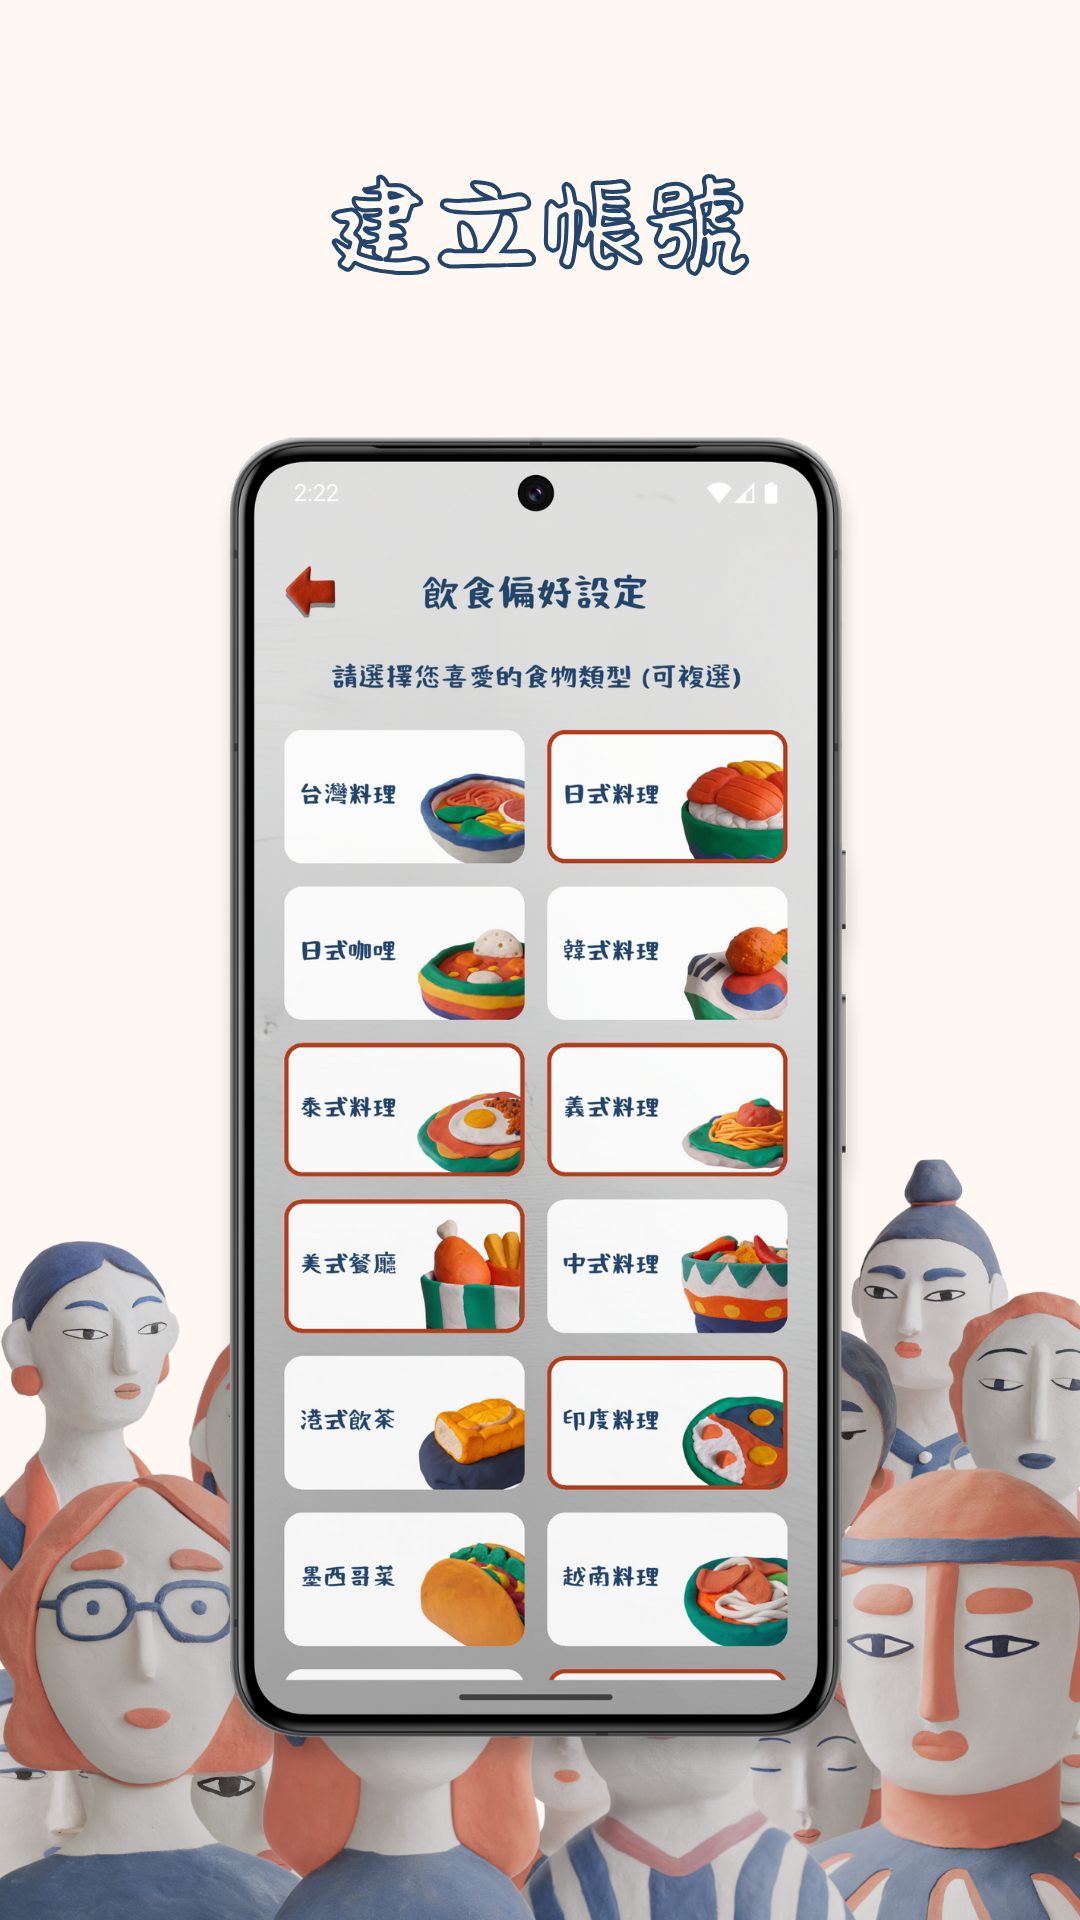 建立帳號
2:22
飲食偏好設定
請選擇您喜愛的食物類型 (可複選)
台灣料理
日式料理
日式咖哩
韓式料理
泰式料理
義式料理
美式餐廳
中式料理
港式飲茶
印度料理
墨西哥菜
越南料理